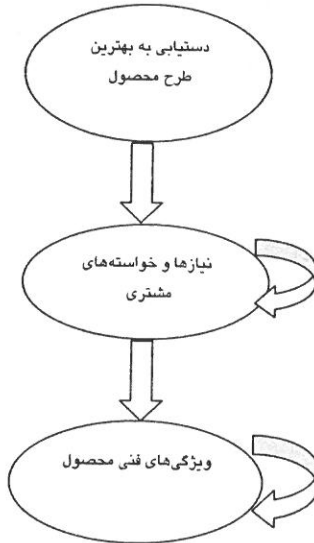 دستیابی به بهترین
طرح محصول
نیازها و خواسته‌های
مشتری
ویژگی‌های فنی محصول